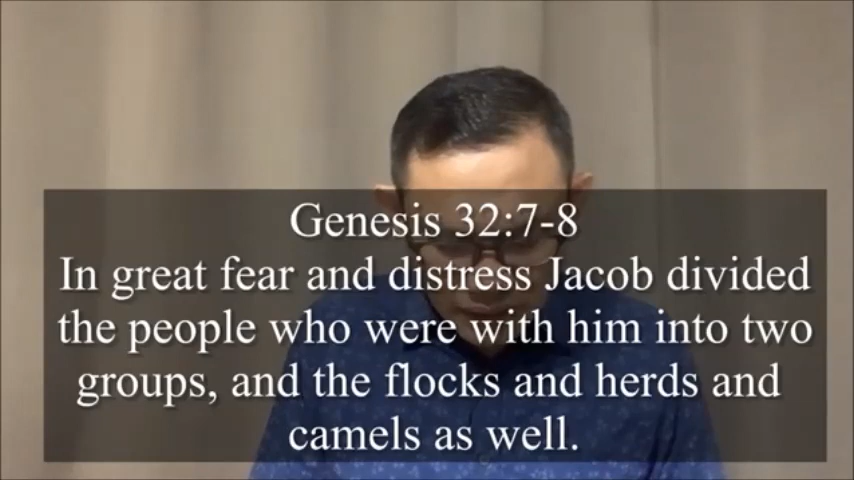 Genesis 32:7-8
In great fear and distress Jacob divided
the people who were with him into two
groups, and the flocks and herds and
camels as well.